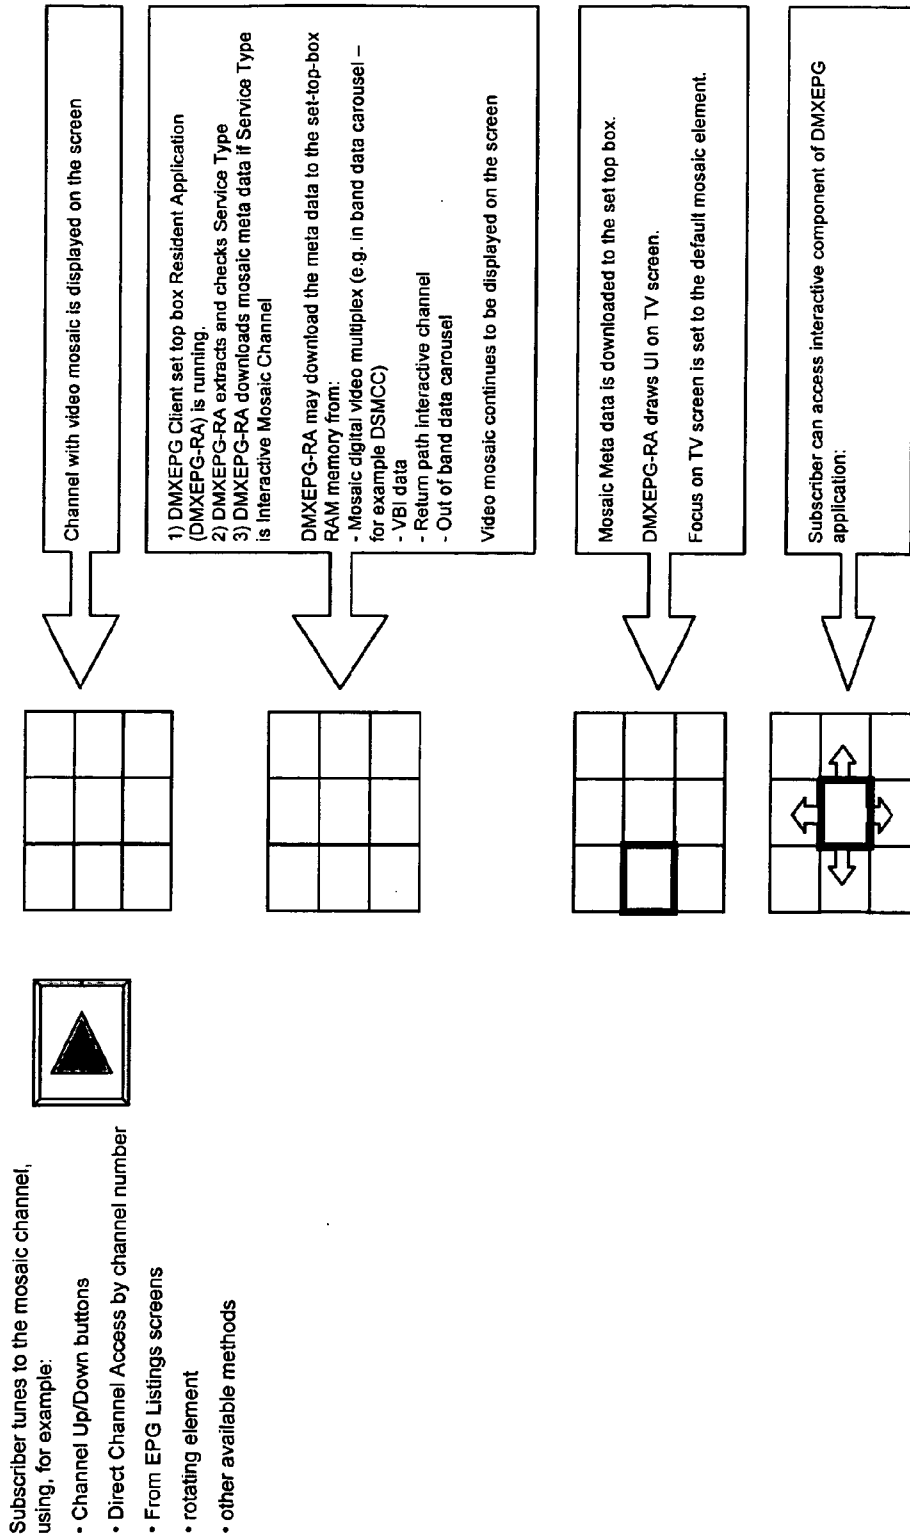 Subscriber tunes to the mosaic channel,
using, for example:
• Channel Up/Down buttons
• Direct Channel Access by channel number
• From EPG Listings screens
• rotating element
• other available methods
Channel with video mosaic is displayed on the screen
1) DMXEPG Client set top box Resident Application
(DMXEPG-RA) is running.
2) DMXEPG-RA extracts and checks Service Type
3) DMXEPG-RA downloads mosaic meta data if Service Type
is Interactive Mosaic Channel
DMXEPG-RA may download the meta data to the set-top-box
RAM memory from:
- Mosaic digital video multiplex (e.g. in band data carousel –
for example DSMCC)
- VBI data
- Return path interactive channel
- Out of band data carousel
Video mosaic continues to be displayed on the screen
Mosaic Meta data is downloaded to the set top box.
DMXEPG-RA draws UI on TV screen.
Focus on TV screen is set to the default mosaic element.
Subscriber can access interactive component of DMXEPG
application: